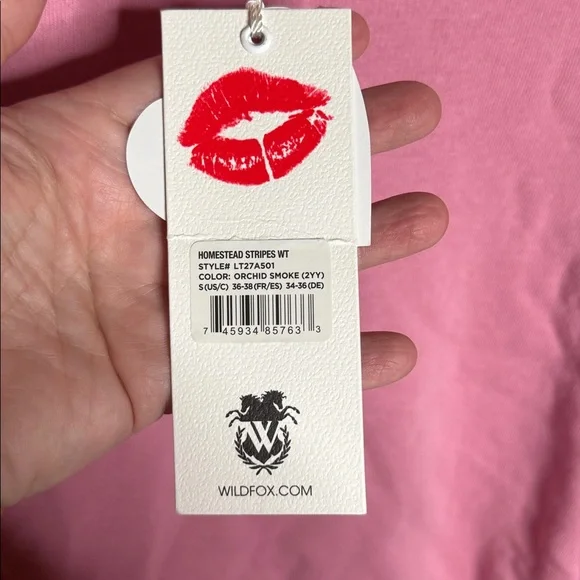 HOMESTEAD STRIPES WT
STYLE# LT27A501
COLOR: ORCHID SMOKE (2YY)
S(US/C) 36-38(FR/ES) 34-36(DE)
7 45934 85763 3
W
WILDFOX.COM